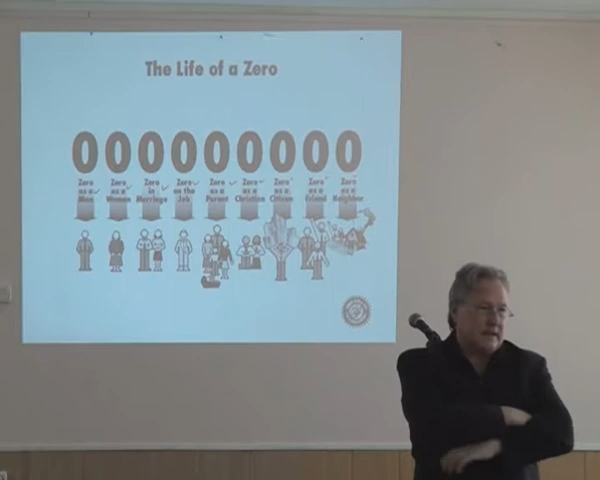 The Life of a Zero
000000000
Zero Zero Zero Zero Zero Zero Zero Zero Zero
as a as a in on the as a as a as a as a as a
Man Woman Marriage Job Parent Christian Citizen Friend Neighbor